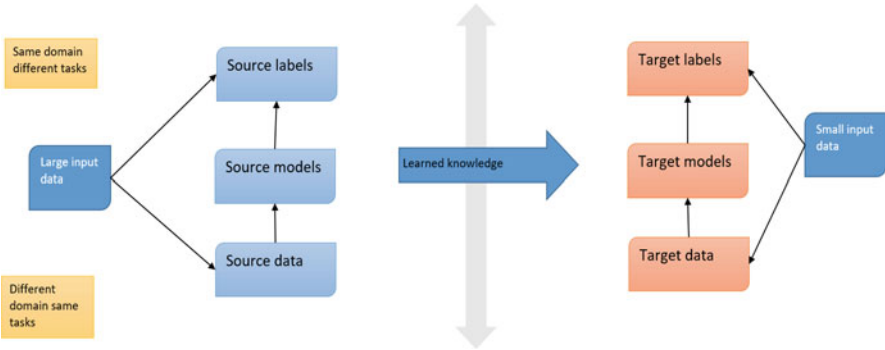 Same domain
different tasks
Source labels
Target labels
Large input
data
Source models
Learned knowledge
Target models
Small input
data
Source data
Target data
Different
domain same
tasks